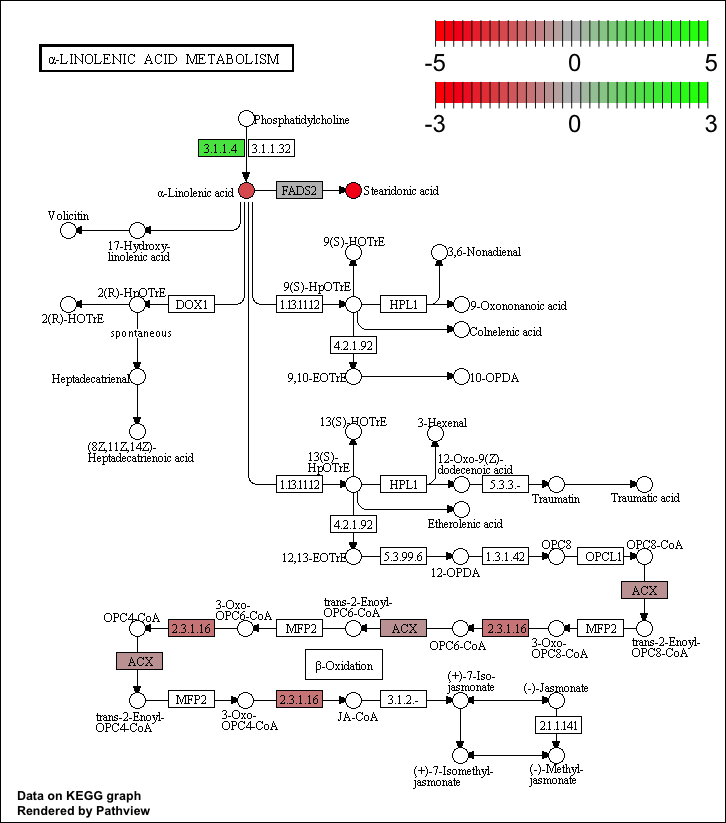 -5 0 5
α-LINOLENIC ACID METABOLISM
-3 0 3
Phosphatidylcholine
3.1.1.4 3.1.1.32
α-Linolenic acid FADS2 Stearidonic acid
Volicitin
17-Hydroxy-
linolenic acid
9(S)-HOTrE
3,6-Nonadienal
2(R)-HpOTrE
9(S)-HpOTrE
DOX1
1.13.11.12
HPL1
9-Oxononanoic acid
2(R)-HOTrE
spontaneous
Colnelenic acid
4.2.1.92
Heptadecatrienal
9,10-EOTrE
10-OPDA
13(S)-HOTrE
3-Hexenal
(8Z,11Z,14Z)-
Heptadecatrienoic acid
13(S)-
HpOTrE
12-Oxo-9(Z)-
dodecenoic acid
1.13.11.12
HPL1
5.3.3.-
Traumatin
Traumatic acid
4.2.1.92
Etherolenic acid
12,13-EOTrE
5.3.99.6
12-OPDA
1.3.1.42
OPC8
OPCL1
OPC8-CoA
ACX
OPC4-CoA
2.3.1.16
3-Oxo-
OPC6-CoA
MFP2
trans-2-Enoyl-
OPC6-CoA
ACX
OPC6-CoA
2.3.1.16
3-Oxo-
OPC8-CoA
MFP2
trans-2-Enoyl-
OPC8-CoA
ACX
β-Oxidation
trans-2-Enoyl-
OPC4-CoA
MFP2
3-Oxo-
OPC4-CoA
2.3.1.16
JA-CoA
3.1.2.-
(+)-7-Iso-
jasmonate
(-)-Jasmonate
2.1.1.141
(+)-7-Isomethyl-
jasmonate
(-)-Methyl-
jasmonate
Data on KEGG graph
Rendered by Pathview